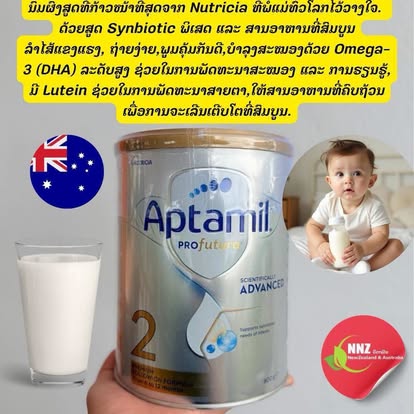 ນົມຜົງສູດທີ່ກ້າວໜ້າທີ່ສຸດຈາກ Nutricia ທີ່ພໍ່ແມ່ທົ່ວໂລກໄວ້ວາງໃຈ.
ດ້ວຍສູດ Synbiotic ພິເສດ ແລະ ສານອາຫານທີ່ສົມບູນ
ລຳໄສ້ແຂງແຮງ, ຖ່າຍງ່າຍ,ພູມຄຸ້ມກັນດີ,ບຳລຸງສະໝອງດ້ວຍ Omega-
3 (DHA) ລະດັບສູງ ຊ່ວຍໃນການພັດທະນາສະໝອງ ແລະ ການຮຽນຮູ້,
ມີ Lutein ຊ່ວຍໃນການພັດທະນາສາຍຕາ,ໃຫ້ສານອາຫານທີ່ຄົບຖ້ວນ
ເພື່ອການຈະເລີນເຕີບໂຕທີ່ສົມບູນ.
NUTRICIA
Aptamil
PROfutura
SCIENTIFICALLY
ADVANCED
2
6 to 12 months
NNZ
NewZealand & Australia